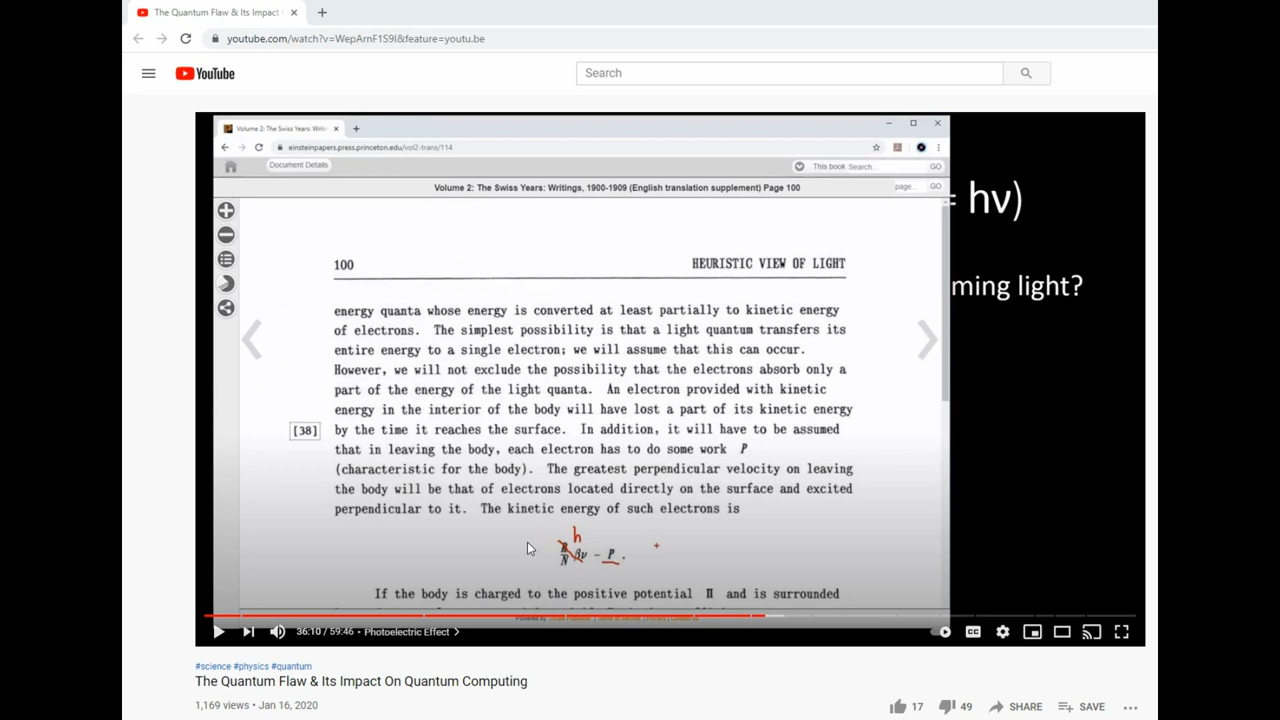 The Quantum Flaw & Its Impact
youtube.com/watch?v=WepArnF1S9I&feature=youtu.be
YouTube
Search
Volume 2: The Swiss Years: Writi
einsteinpapers.press.princeton.edu/vol2-trans/114
Document Details
This book Search... GO
Volume 2: The Swiss Years: Writings, 1900-1909 (English translation supplement) Page 100
page... GO
= hν)
ming light?
100 HEURISTIC VIEW OF LIGHT
energy quanta whose energy is converted at least partially to kinetic energy
of electrons. The simplest possibility is that a light quantum transfers its
entire energy to a single electron; we will assume that this can occur.
However, we will not exclude the possibility that the electrons absorb only a
part of the energy of the light quanta. An electron provided with kinetic
energy in the interior of the body will have lost a part of its kinetic energy
[38] by the time it reaches the surface. In addition, it will have to be assumed
that in leaving the body, each electron has to do some work P
(characteristic for the body). The greatest perpendicular velocity on leaving
the body will be that of electrons located directly on the surface and excited
perpendicular to it. The kinetic energy of such electrons is
h
R/N βν − P .
If the body is charged to the positive potential Π and is surrounded
36:10 / 59:46 • Photoelectric Effect >
CC
#science #physics #quantum
The Quantum Flaw & Its Impact On Quantum Computing
1,169 views • Jan 16, 2020
17 49 SHARE SAVE